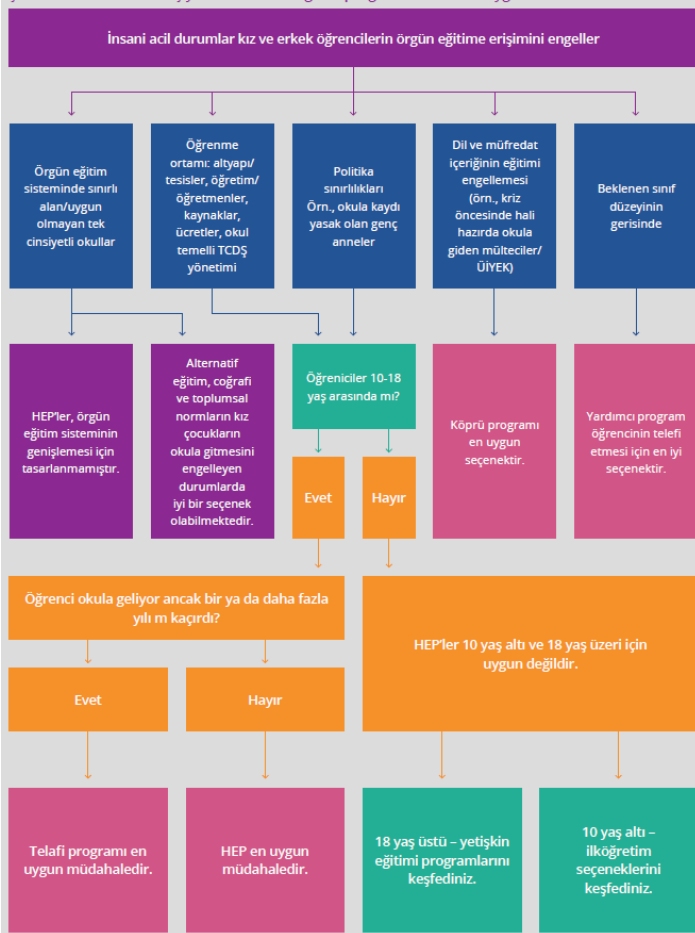 İnsani acil durumlar kız ve erkek öğrencilerin örgün eğitime erişimini engeller
Örgün eğitim
sisteminde sınırlı
alan/uygun
olmayan tek
cinsiyetli okullar
Öğrenme
ortamı: altyapı/
tesisler, öğretim/
öğretmenler,
kaynaklar,
ücretler, okul
temelli TCDŞ
yönetimi
Politika
sınırlılıkları
Örn., okula kaydı
yasak olan genç
anneler
Dil ve müfredat
içeriğinin eğitimi
engellemesi
(örn., kriz
öncesinde hali
hazırda okula
giden mülteciler/
ÜİYEK)
Beklenen sınıf
düzeyinin
gerisinde
HEP'ler, örgün
eğitim sisteminin
genişlemesi için
tasarlanmamıştır.
Alternatif
eğitim, coğrafi
ve toplumsal
normların kız
çocukların
okula gitmesini
engelleyen
durumlarda
iyi bir seçenek
olabilmektedir.
Öğreniciler 10-18
yaş arasında mı?
Köprü programı
en uygun
seçenektir.
Yardımcı program
öğrencinin telefi
etmesi için en iyi
seçenektir.
Evet
Hayır
Öğrenci okula geliyor ancak bir ya da daha fazla
yılı m kaçırdı?
HEP'ler 10 yaş altı ve 18 yaş üzeri için
uygun değildir.
Evet
Hayır
Telafi programı en
uygun müdahaledir.
HEP en uygun
müdahaledir.
18 yaş üstü – yetişkin
eğitimi programlarını
keşfediniz.
10 yaş altı –
ilköğretim
seçeneklerini
keşfediniz.